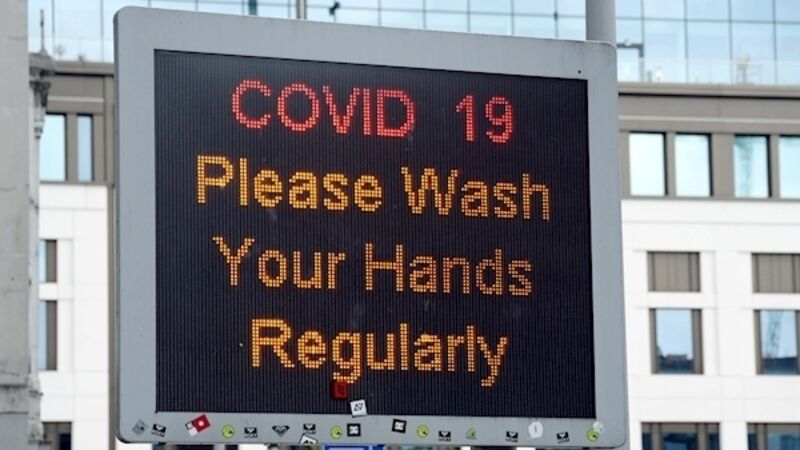 COVID 19
Please Wash
Your Hands
Regularly